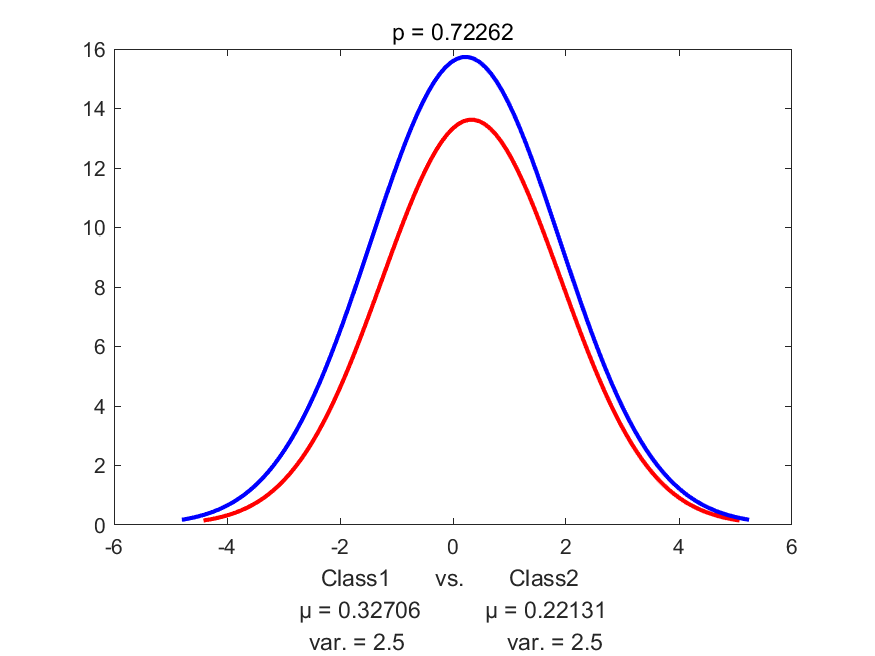 p = 0.72262
16
14
12
10
8
6
4
2
0
-6 -4 -2 0 2 4 6
Class1 vs. Class2
μ = 0.32706 μ = 0.22131
var. = 2.5 var. = 2.5